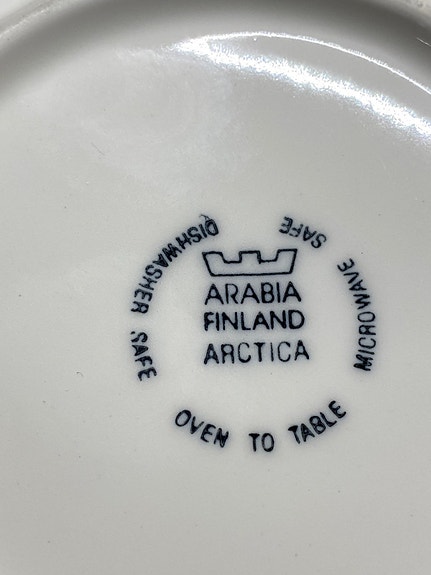 ARABIA
FINLAND
ARCTICA
DISHWASHER SAFE
OVEN TO TABLE
MICROWAVE SAFE